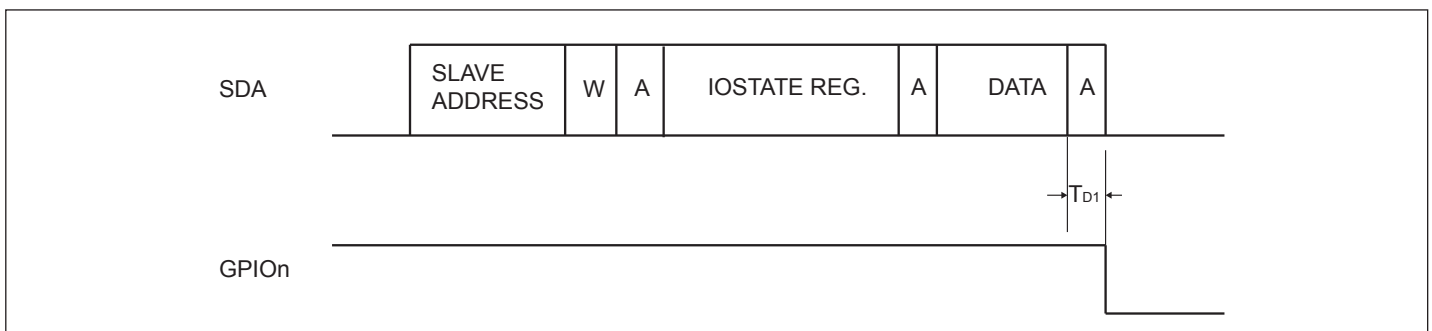 SDA
SLAVE
ADDRESS
W
A
IOSTATE REG.
A
DATA
A
TD1
GPIOn